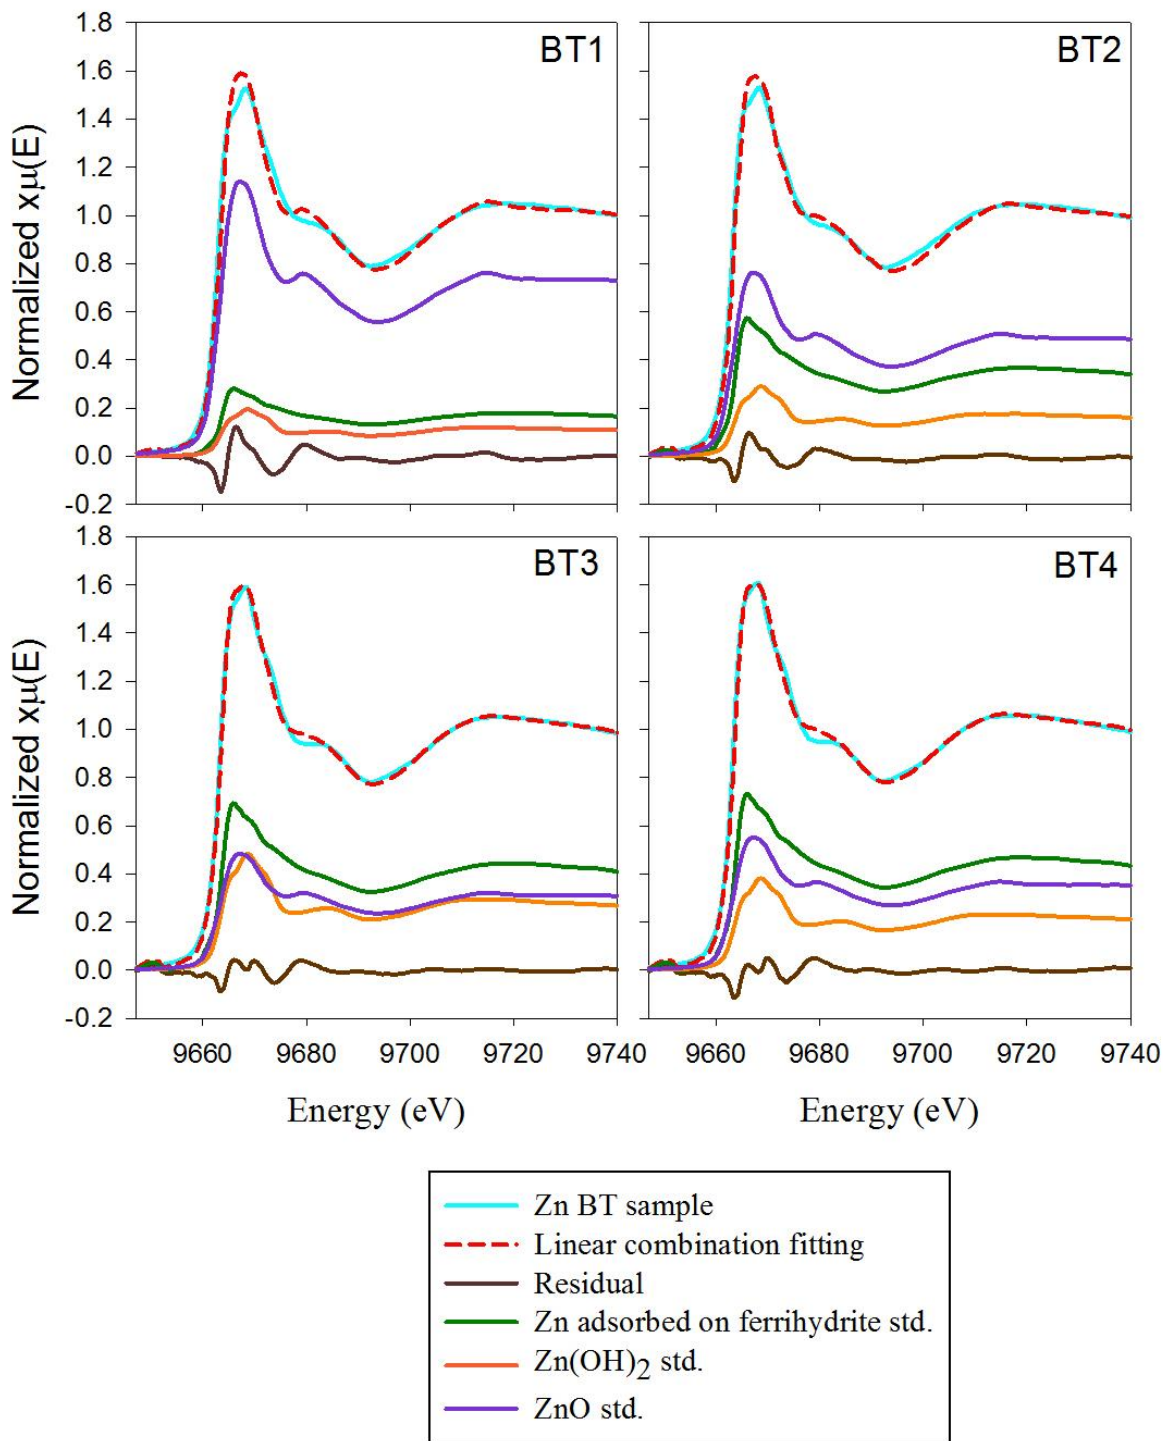 1.8
1.6
1.4
1.2
1.0
0.8
0.6
0.4
0.2
0.0
-0.2
Normalized xµ(E)
BT1
BT2
1.8
1.6
1.4
1.2
1.0
0.8
0.6
0.4
0.2
0.0
-0.2
Normalized xµ(E)
BT3
BT4
9660 9680 9700 9720 9740
9660 9680 9700 9720 9740
Energy (eV)
Energy (eV)
Zn BT sample
Linear combination fitting
Residual
Zn adsorbed on ferrihydrite std.
Zn(OH)2 std.
ZnO std.